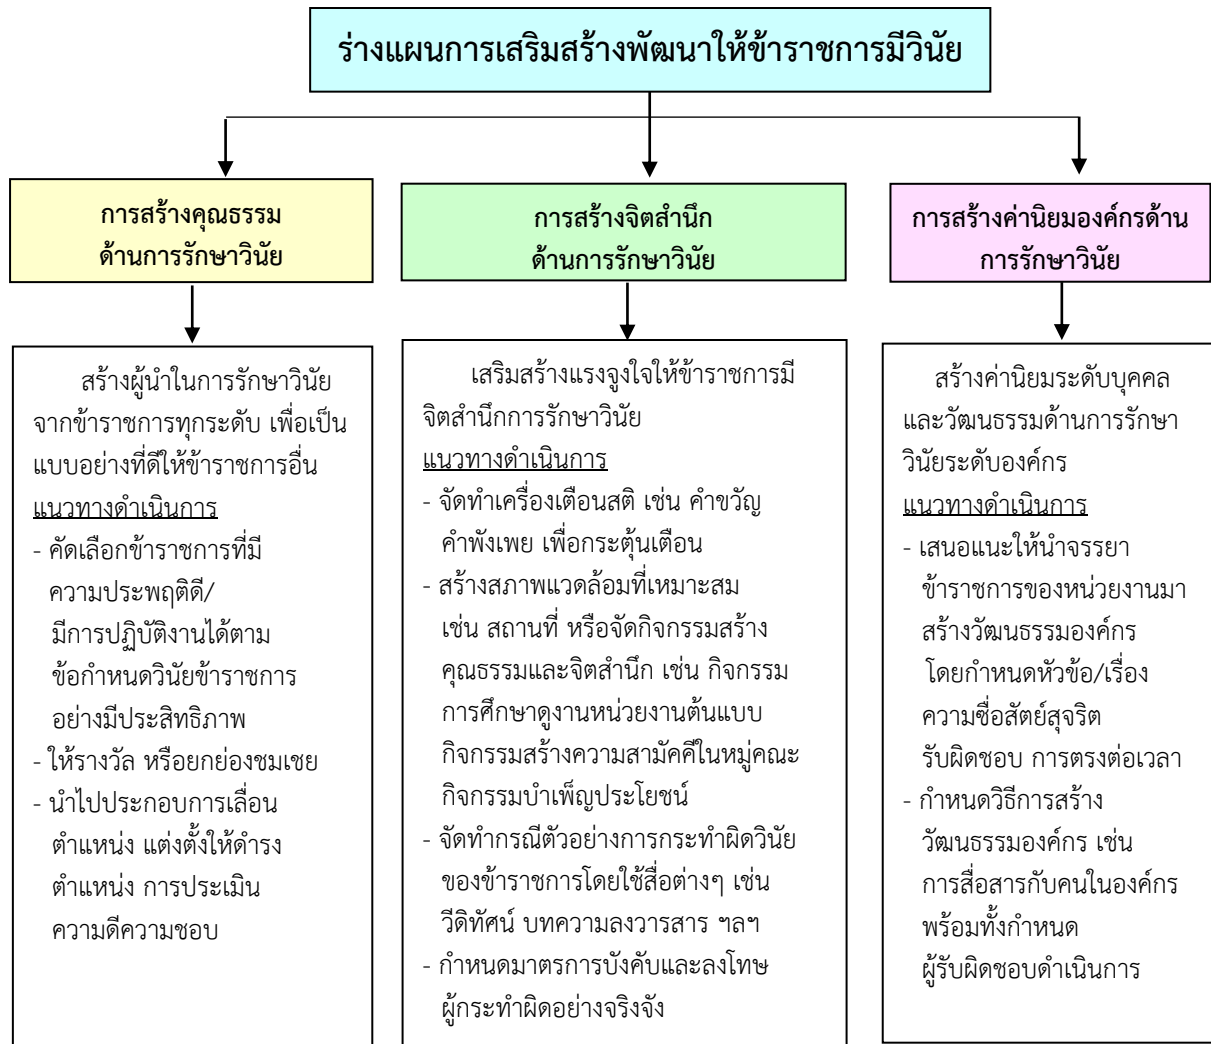 ร่างแผนการเสริมสร้างพัฒนาให้ข้าราชการมีวินัย
การสร้างคุณธรรม
ด้านการรักษาวินัย
สร้างผู้นำในการรักษาวินัย
จากข้าราชการทุกระดับ เพื่อเป็น
แบบอย่างที่ดีให้ข้าราชการอื่น
แนวทางดำเนินการ
- คัดเลือกข้าราชการที่มี
ความประพฤติดี/
มีการปฏิบัติงานได้ตาม
ข้อกำหนดวินัยข้าราชการ
อย่างมีประสิทธิภาพ
- ให้รางวัล หรือยกย่องชมเชย
- นำไปประกอบการเลื่อน
ตำแหน่ง แต่งตั้งให้ดำรง
ตำแหน่ง การประเมิน
ความดีความชอบ
การสร้างจิตสำนึก
ด้านการรักษาวินัย
เสริมสร้างแรงจูงใจให้ข้าราชการมี
จิตสำนึกการรักษาวินัย
แนวทางดำเนินการ
- จัดทำเครื่องเตือนสติ เช่น คำขวัญ
คำพังเพย เพื่อกระตุ้นเตือน
- สร้างสภาพแวดล้อมที่เหมาะสม
เช่น สถานที่ หรือจัดกิจกรรมสร้าง
คุณธรรมและจิตสำนึก เช่น กิจกรรม
การศึกษาดูงานหน่วยงานต้นแบบ
กิจกรรมสร้างความสามัคคีในหมู่คณะ
กิจกรรมบำเพ็ญประโยชน์
- จัดทำกรณีตัวอย่างการกระทำผิดวินัย
ของข้าราชการโดยใช้สื่อต่างๆ เช่น
วีดิทัศน์ บทความลงวารสาร ฯลฯ
- กำหนดมาตรการบังคับและลงโทษ
ผู้กระทำผิดอย่างจริงจัง
การสร้างค่านิยมองค์กรด้าน
การรักษาวินัย
สร้างค่านิยมระดับบุคคล
และวัฒนธรรมด้านการรักษา
วินัยระดับองค์กร
แนวทางดำเนินการ
- เสนอแนะให้นำจรรยา
ข้าราชการของหน่วยงานมา
สร้างวัฒนธรรมองค์กร
โดยกำหนดหัวข้อ/เรื่อง
ความซื่อสัตย์สุจริต
รับผิดชอบ การตรงต่อเวลา
- กำหนดวิธีการสร้าง
วัฒนธรรมองค์กร เช่น
การสื่อสารกับคนในองค์กร
พร้อมทั้งกำหนด
ผู้รับผิดชอบดำเนินการ